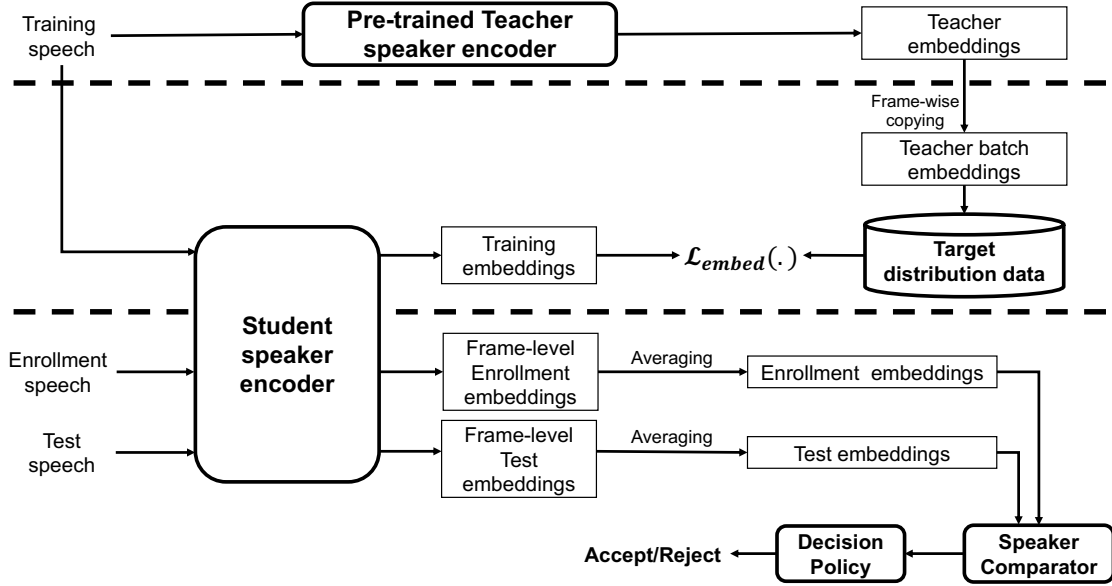 Training
speech
Pre-trained Teacher
speaker encoder
Teacher
embeddings
Frame-wise
copying
Teacher batch
embeddings
Training
embeddings
𝓛embed(.)
Target
distribution data
Student
speaker
encoder
Enrollment
speech
Frame-level
Enrollment
embeddings
Averaging
Enrollment embeddings
Test
speech
Frame-level
Test
embeddings
Averaging
Test embeddings
Accept/Reject
Decision
Policy
Speaker
Comparator